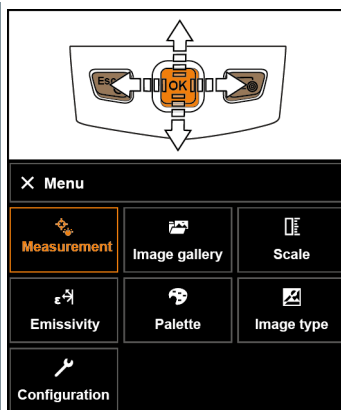 Esc
OK
× Menu
Measurement
Image gallery
Scale
ε
Emissivity
Palette
Image type
Configuration